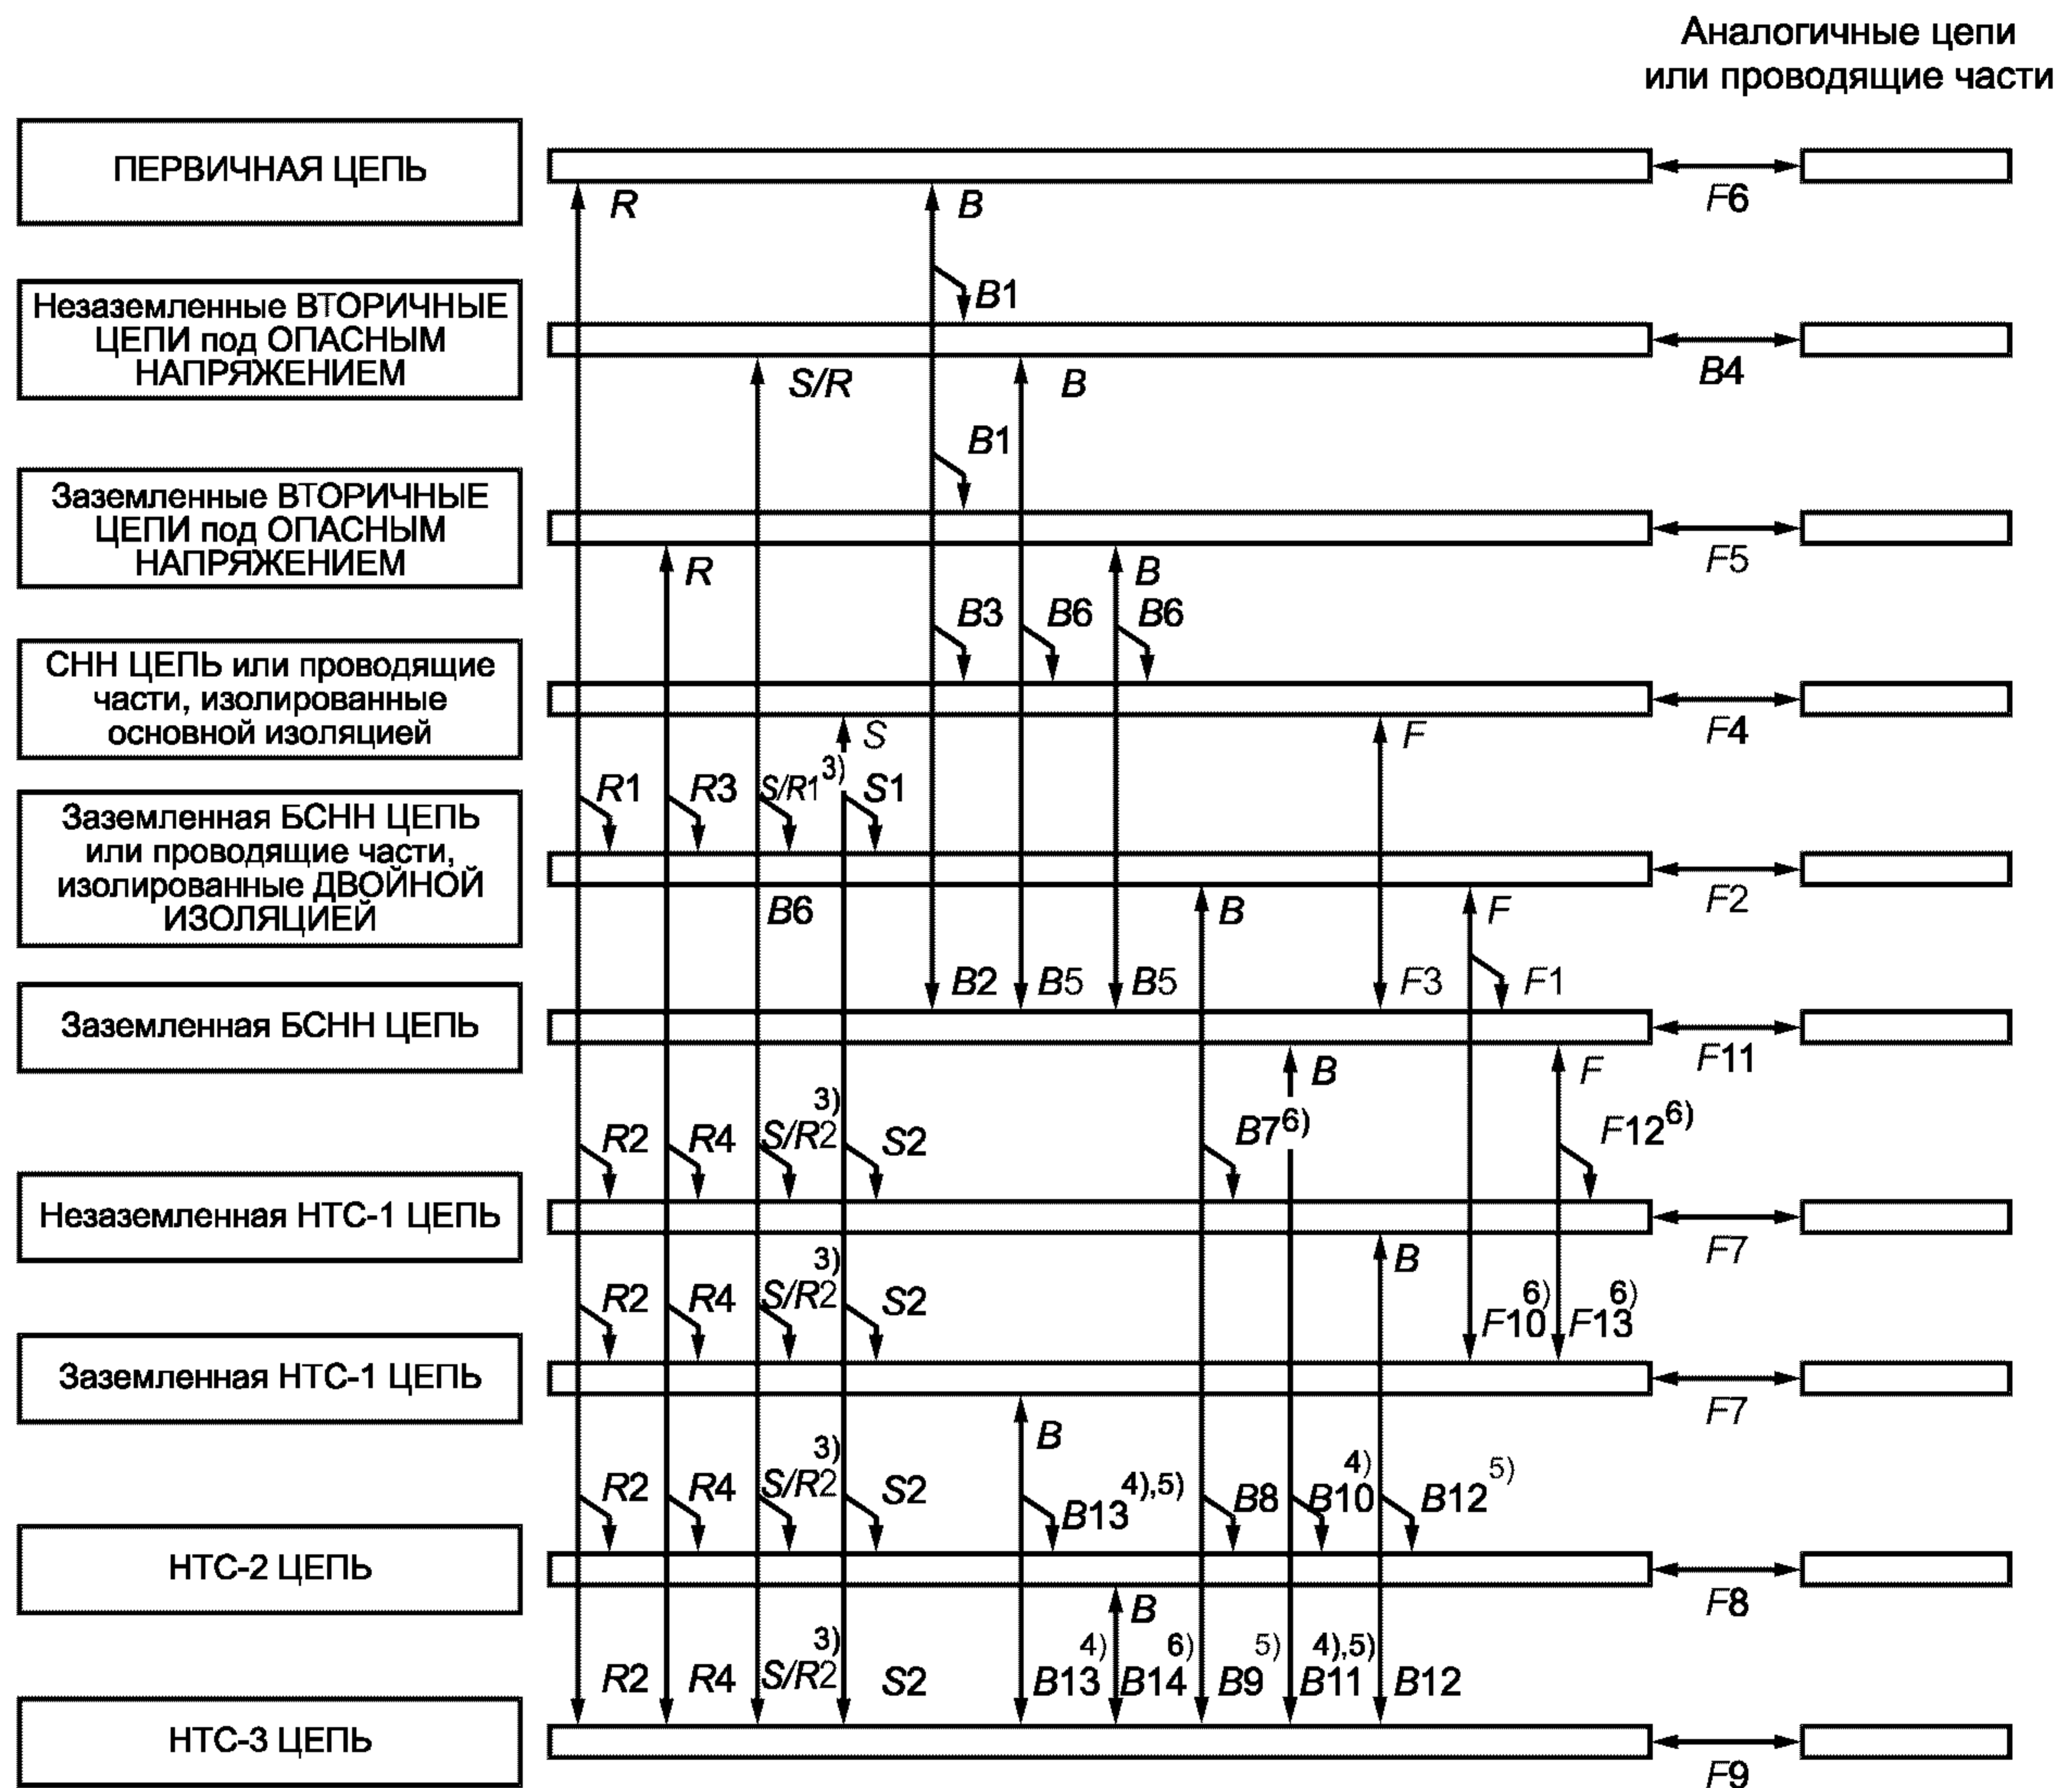 Аналогичные цепи
или проводящие части
ПЕРВИЧНАЯ ЦЕПЬ
R
B
F6
B1
Незаземленные ВТОРИЧНЫЕ
ЦЕПИ под ОПАСНЫМ
НАПРЯЖЕНИЕМ
S/R
B
B4
B1
Заземленные ВТОРИЧНЫЕ
ЦЕПИ под ОПАСНЫМ
НАПРЯЖЕНИЕМ
R
B
F5
B3
B6
B6
СНН ЦЕПЬ или проводящие
части, изолированные
основной изоляцией
S
F
F4
R1
R3
S/R1 3)
S1
Заземленная БСНН ЦЕПЬ
или проводящие части,
изолированные ДВОЙНОЙ
ИЗОЛЯЦИЕЙ
B6
B
F
F2
B2
B5
B5
F3
F1
Заземленная БСНН ЦЕПЬ
B
F
F11
R2
R4
S/R2 3)
S2
B7 6)
F12 6)
Незаземленная НТС-1 ЦЕПЬ
B
F7
R2
R4
S/R2 3)
S2
F10 6)
F13 6)
Заземленная НТС-1 ЦЕПЬ
B
F7
R2
R4
S/R2 3)
S2
B13 4),5)
B8
B10 4)
B12 5)
НТС-2 ЦЕПЬ
B
F8
R2
R4
S/R2 3)
S2
B13 4)
B14 6)
B9 5)
B11 4),5)
B12
НТС-3 ЦЕПЬ
F9